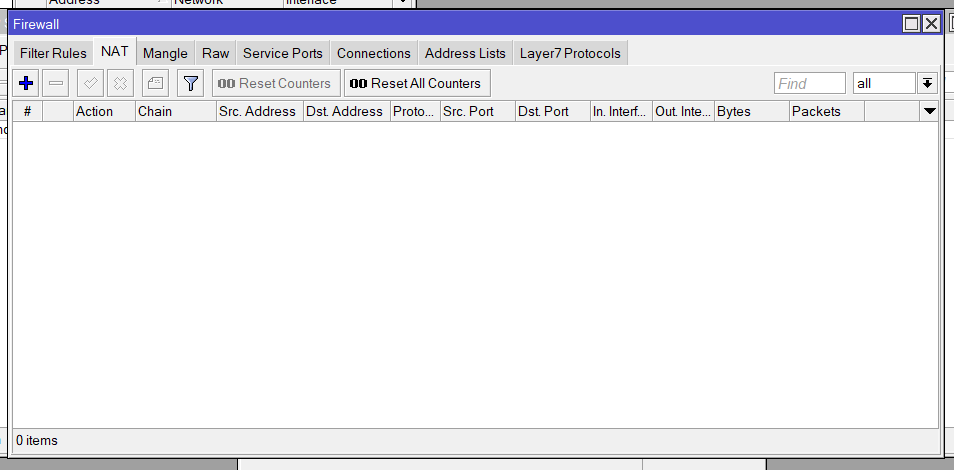 Address Network Interface
Firewall
Filter Rules NAT Mangle Raw Service Ports Connections Address Lists Layer7 Protocols
00 Reset Counters 00 Reset All Counters Find all
# Action Chain Src. Address Dst. Address Proto... Src. Port Dst. Port In. Interf... Out. Inte... Bytes Packets
0 items